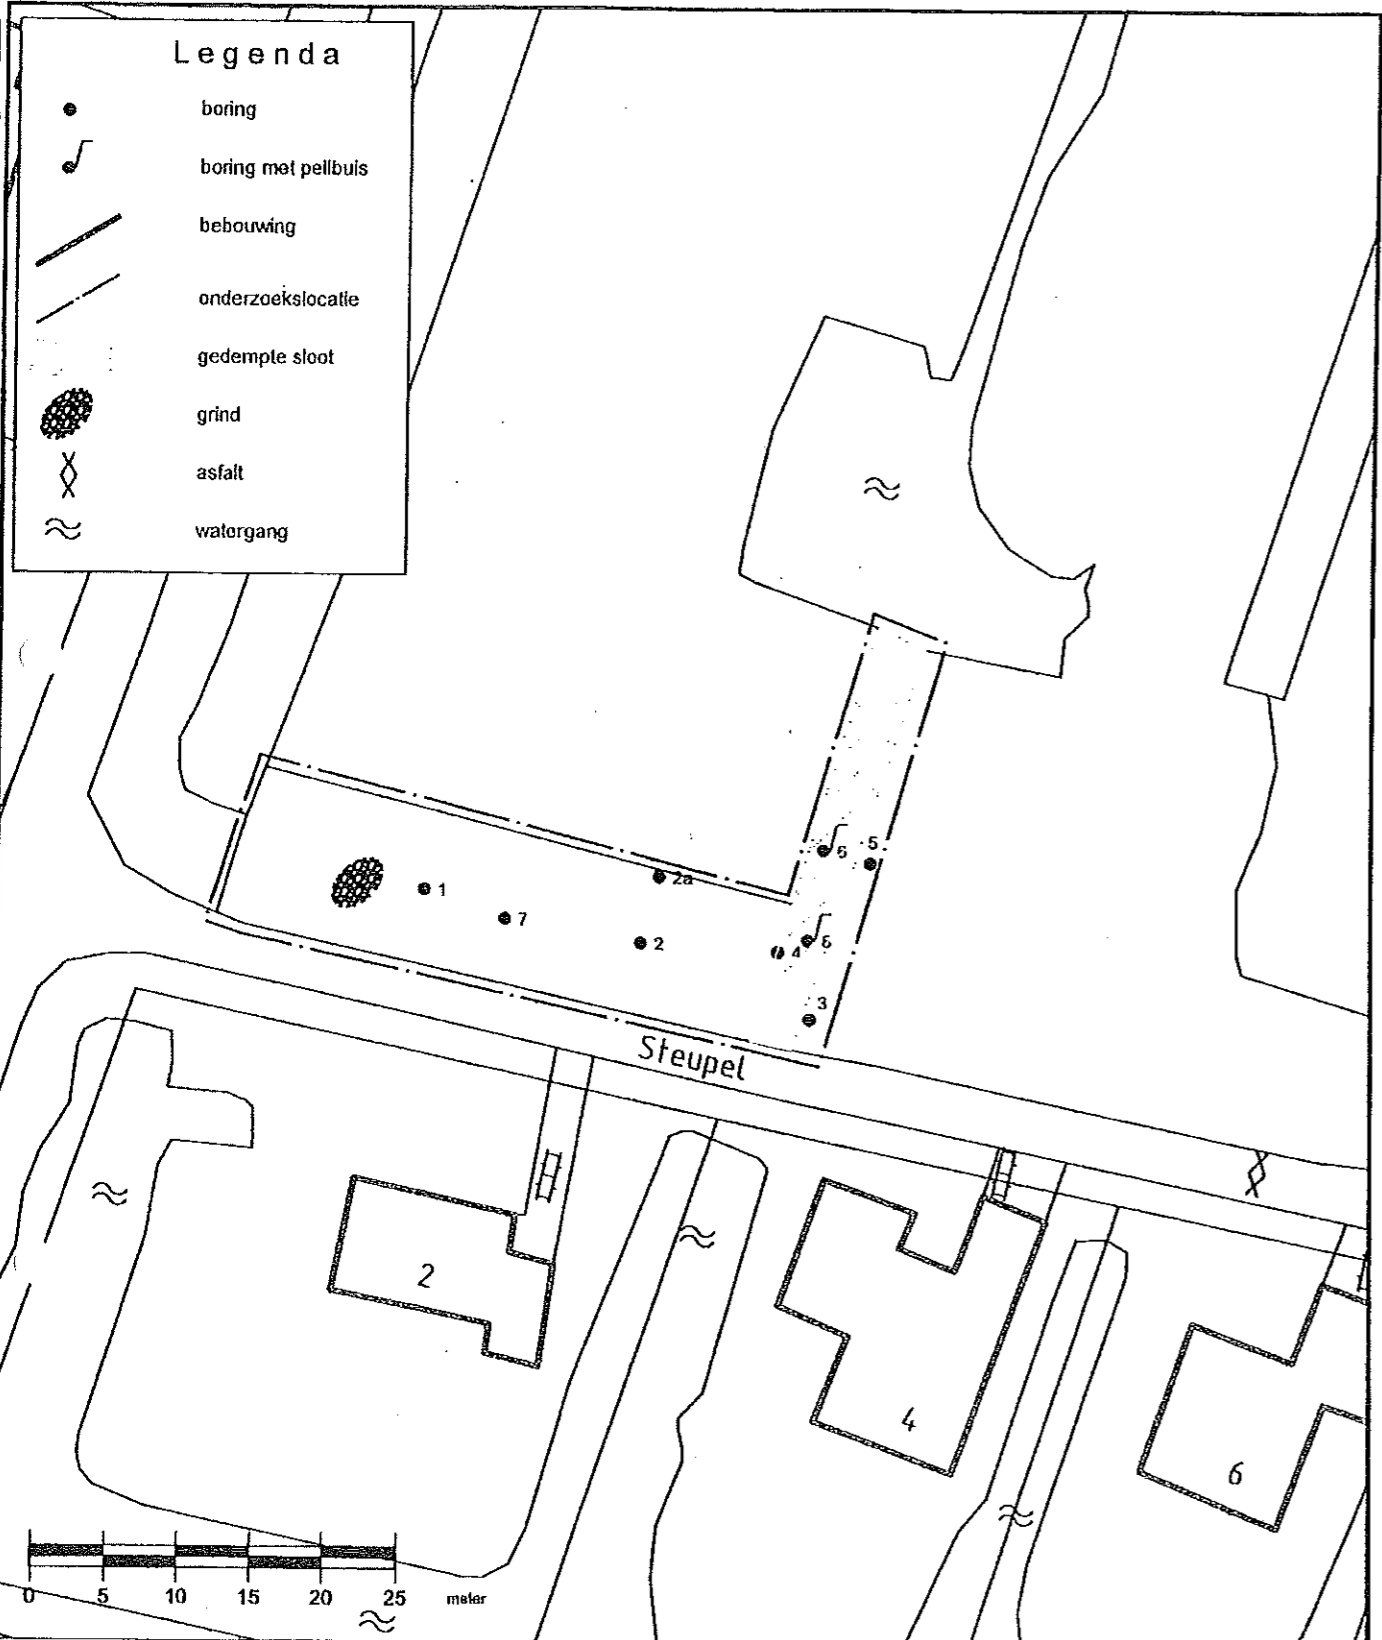 Legenda
boring
boring met peilbuis
bebouwing
onderzoekslocatie
gedempte sloot
grind
asfalt
watergang
6
5
1
2a
7
2
4
3
Steupel
2
4
6
0 5 10 15 20 25 meter